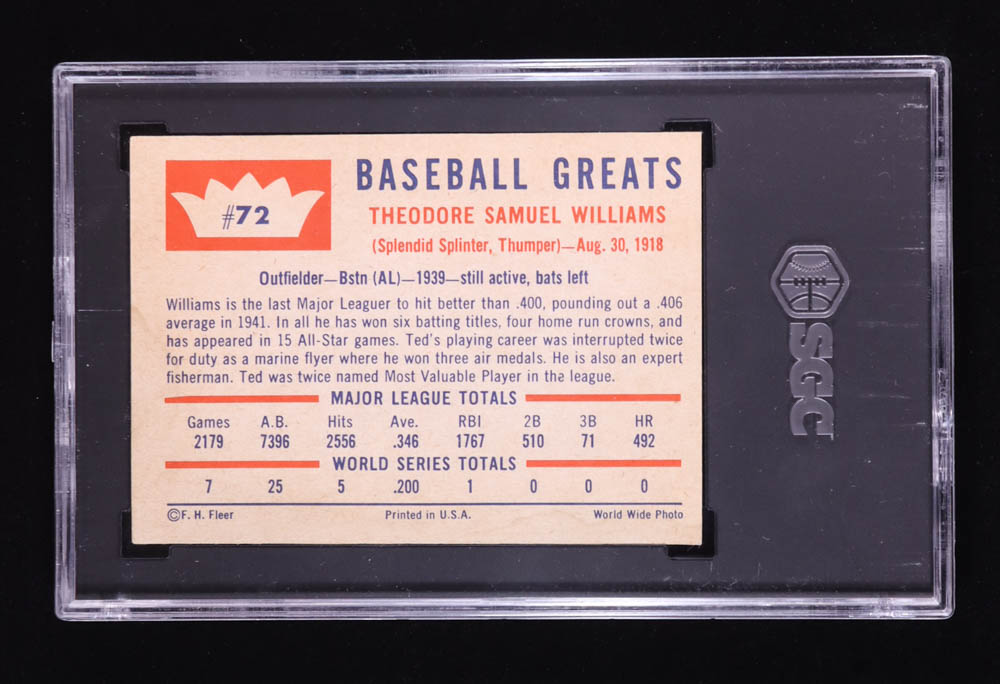 #72
BASEBALL GREATS
THEODORE SAMUEL WILLIAMS
(Splendid Splinter, Thumper)—Aug. 30, 1918
Outfielder—Bstn (AL)—1939—still active, bats left
Williams is the last Major Leaguer to hit better than .400, pounding out a .406
average in 1941. In all he has won six batting titles, four home run crowns, and
has appeared in 15 All-Star games. Ted's playing career was interrupted twice
for duty as a marine flyer where he won three air medals. He is also an expert
fisherman. Ted was twice named Most Valuable Player in the league.
MAJOR LEAGUE TOTALS
Games A.B. Hits Ave. RBI 2B 3B HR
2179 7396 2556 .346 1767 510 71 492
WORLD SERIES TOTALS
7 25 5 .200 1 0 0 0
©F. H. Fleer Printed in U.S.A. World Wide Photo
SGC